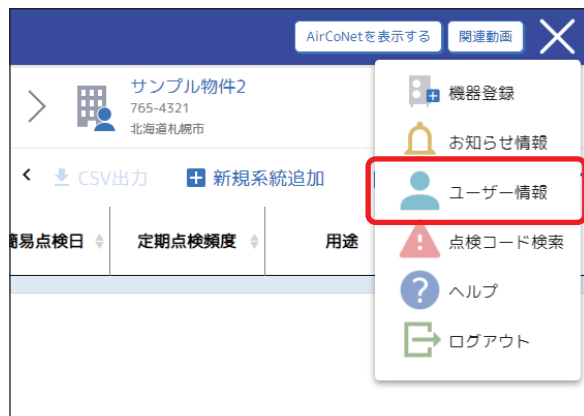 AirCoNetを表示する
関連動画
サンプル物件2
765-4321
北海道札幌市
CSV出力
新規系統追加
易点検日
定期点検頻度
用途
機器登録
お知らせ情報
ユーザー情報
点検コード検索
ヘルプ
ログアウト